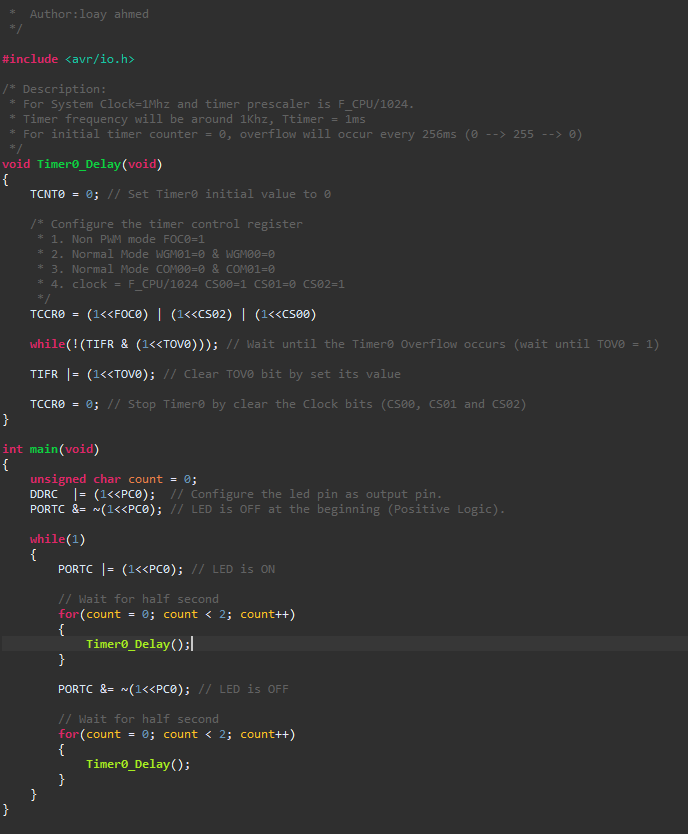 *  Author:loay ahmed
 */

#include <avr/io.h>

/* Description:
 * For System Clock=1Mhz and timer prescaler is F_CPU/1024.
 * Timer frequency will be around 1Khz, Ttimer = 1ms
 * For initial timer counter = 0, overflow will occur every 256ms (0 --> 255 --> 0)
 */
void Timer0_Delay(void)
{
    TCNT0 = 0; // Set Timer0 initial value to 0

    /* Configure the timer control register
     * 1. Non PWM mode FOC0=1
     * 2. Normal Mode WGM01=0 & WGM00=0
     * 3. Normal Mode COM00=0 & COM01=0
     * 4. clock = F_CPU/1024 CS00=1 CS01=0 CS02=1
     */
    TCCR0 = (1<<FOC0) | (1<<CS02) | (1<<CS00)

    while(!(TIFR & (1<<TOV0))); // Wait until the Timer0 Overflow occurs (wait until TOV0 = 1)

    TIFR |= (1<<TOV0); // Clear TOV0 bit by set its value

    TCCR0 = 0; // Stop Timer0 by clear the Clock bits (CS00, CS01 and CS02)
}

int main(void)
{
    unsigned char count = 0;
    DDRC  |= (1<<PC0);  // Configure the led pin as output pin.
    PORTC &= ~(1<<PC0); // LED is OFF at the beginning (Positive Logic).

    while(1)
    {
        PORTC |= (1<<PC0); // LED is ON

        // Wait for half second
        for(count = 0; count < 2; count++)
        {
            Timer0_Delay();
        }

        PORTC &= ~(1<<PC0); // LED is OFF

        // Wait for half second
        for(count = 0; count < 2; count++)
        {
            Timer0_Delay();
        }
    }
}